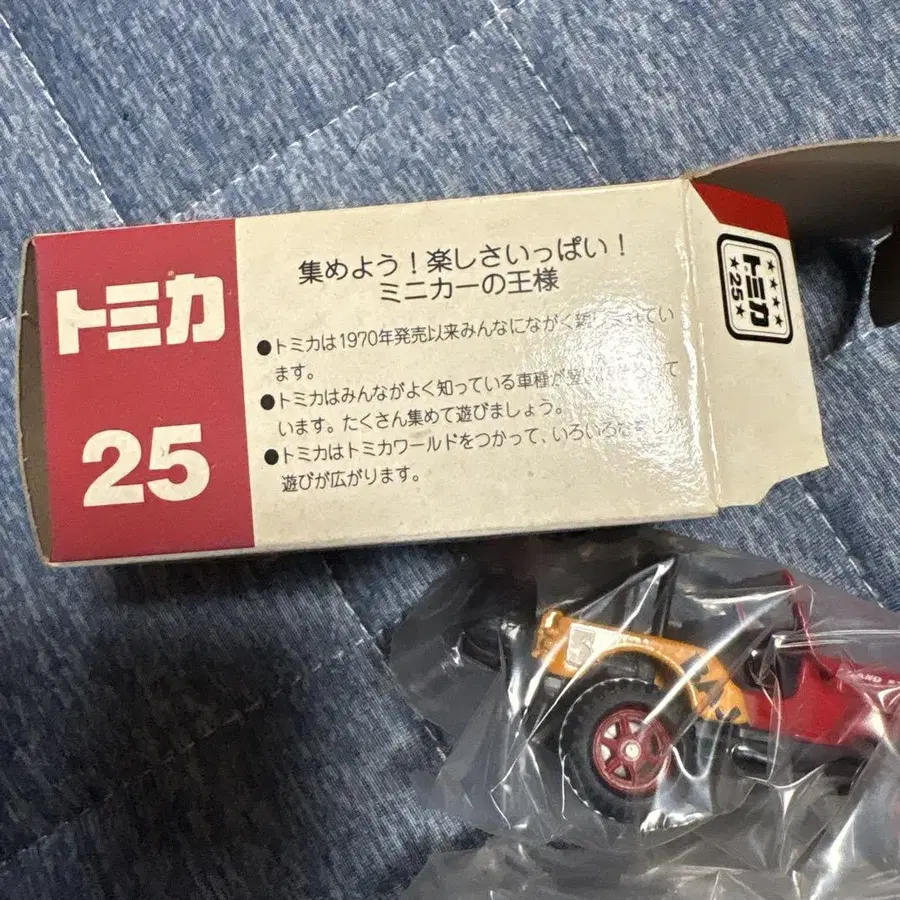 トミカ
25
集めよう！楽しさいっぱい！
ミニカーの王様
●トミカは1970年発売以来みんなにながく
てい
ます。
●トミカはみんながよく知っている車種が
て
います。たくさん集めて遊びましょう。
●トミカはトミカワールドをつかって、いろいろな
遊びが広がります。
トミカ
25
5